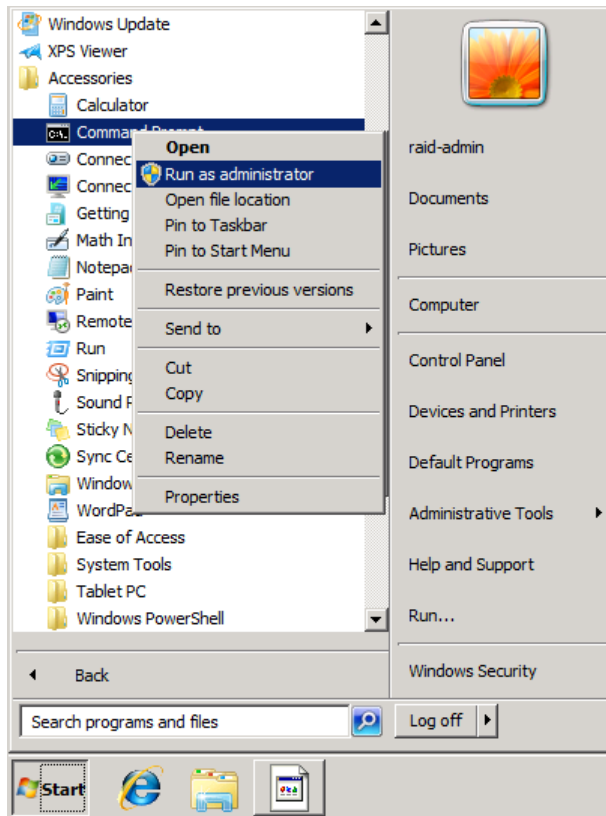 Windows Update
XPS Viewer
Accessories
Calculator
Command Prompt
Connec
Connec
Getting
Math In
Notepa
Paint
Remote
Run
Snipping
Sound R
Sticky N
Sync Ce
Window
WordPa
Ease of Access
System Tools
Tablet PC
Windows PowerShell
Back
Search programs and files
Open
Run as administrator
Open file location
Pin to Taskbar
Pin to Start Menu
Restore previous versions
Send to
Cut
Copy
Delete
Rename
Properties
raid-admin
Documents
Pictures
Computer
Control Panel
Devices and Printers
Default Programs
Administrative Tools
Help and Support
Run...
Windows Security
Log off
Start